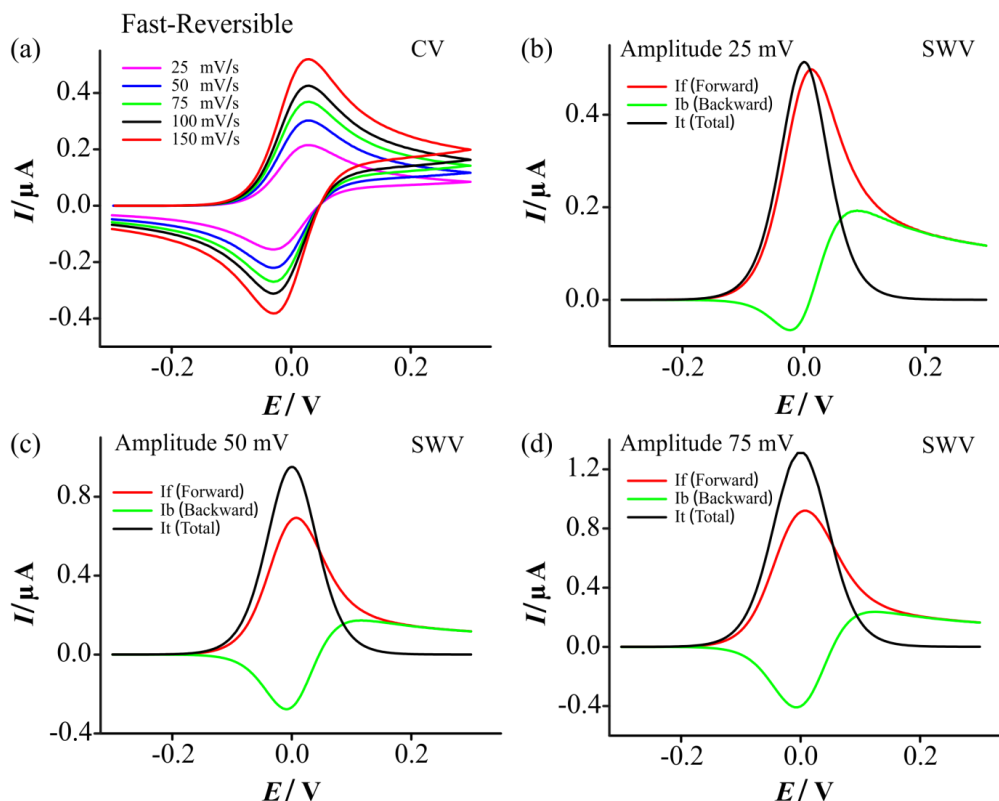 Fast-Reversible
(a)
CV
25 mV/s
50 mV/s
75 mV/s
100 mV/s
150 mV/s
I/µA
0.4
0.2
0.0
-0.2
-0.4
-0.2
0.0
0.2
E/ V
(b)
Amplitude 25 mV
SWV
If (Forward)
Ib (Backward)
It (Total)
I/µA
0.4
0.2
0.0
-0.2
0.0
0.2
E/ V
(c)
Amplitude 50 mV
SWV
If (Forward)
Ib (Backward)
It (Total)
I/µA
0.8
0.4
0.0
-0.4
-0.2
0.0
0.2
E/ V
(d)
Amplitude 75 mV
SWV
If (Forward)
Ib (Backward)
It (Total)
I/µA
1.2
0.8
0.4
0.0
-0.4
-0.2
0.0
0.2
E/ V